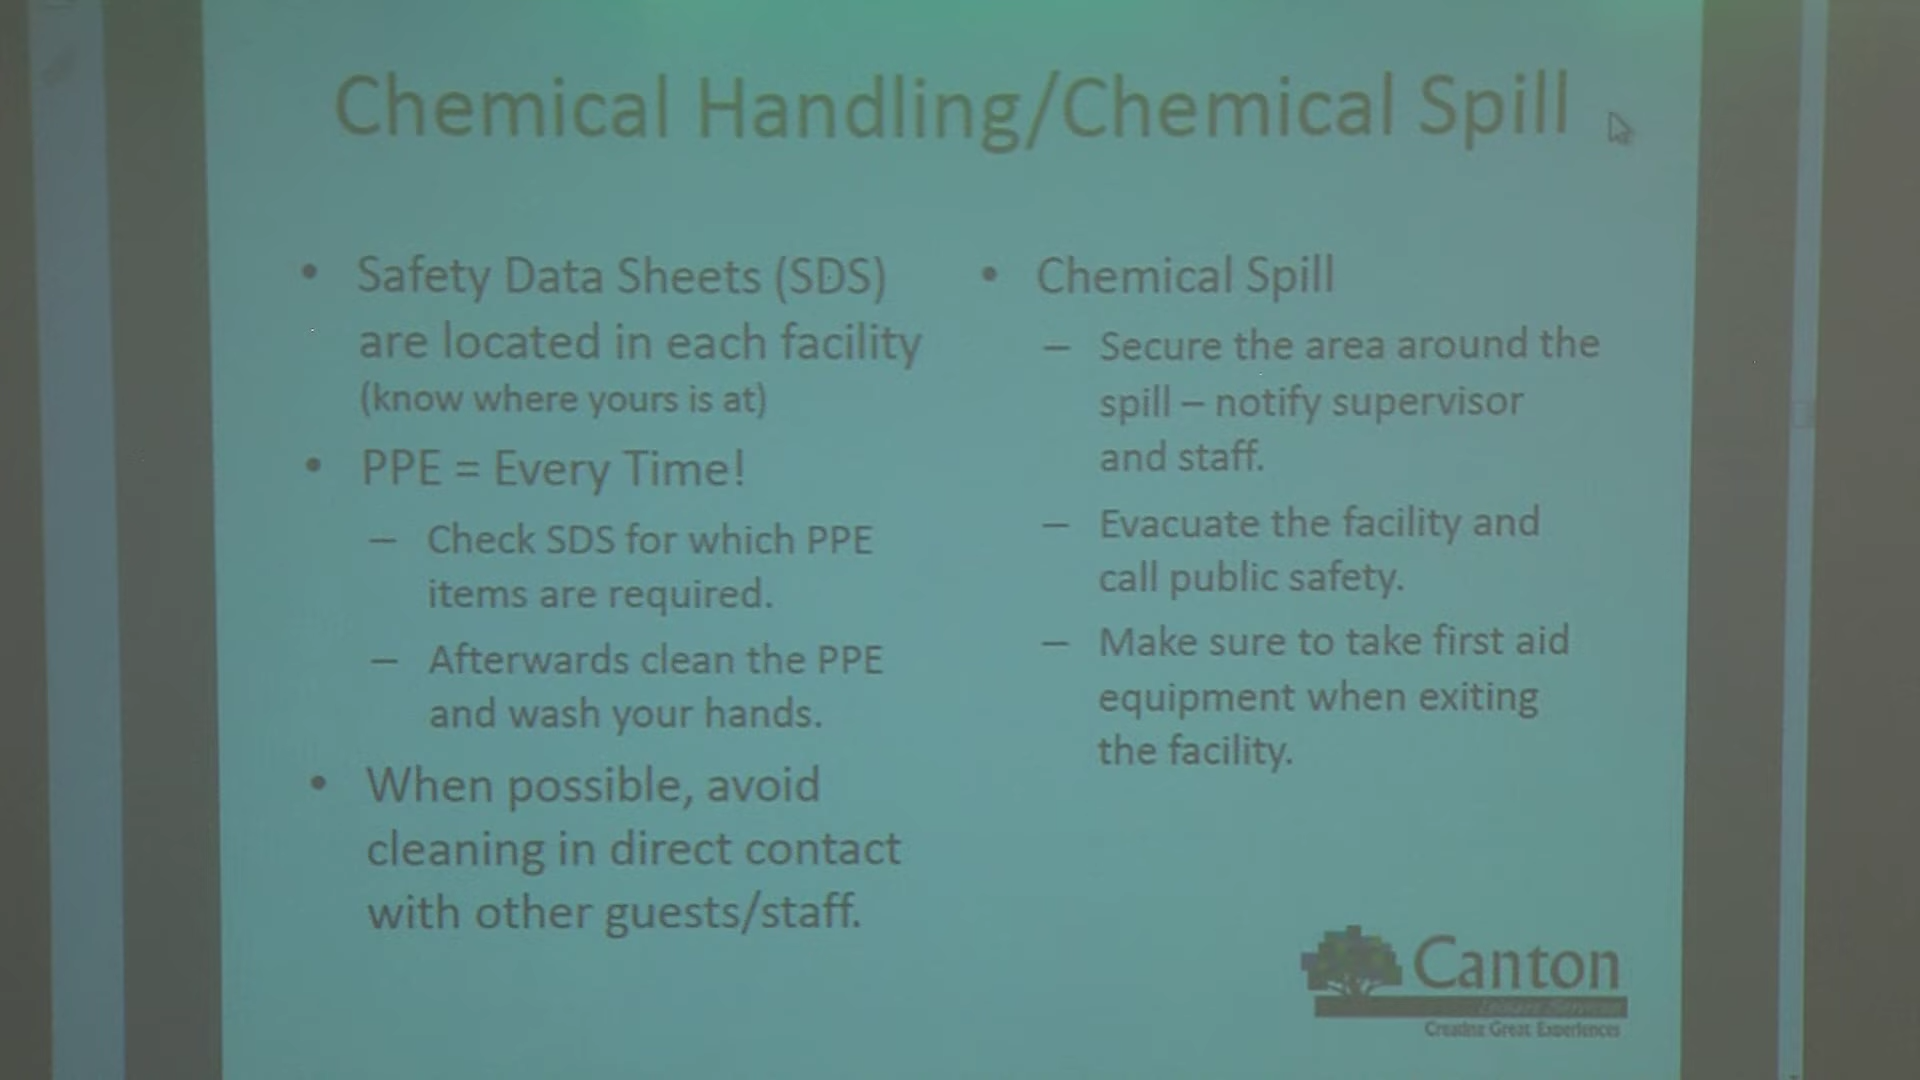 Chemical Handling/Chemical Spill
• Safety Data Sheets (SDS)
are located in each facility
(know where yours is at)
• PPE = Every Time!
– Check SDS for which PPE
items are required.
– Afterwards clean the PPE
and wash your hands.
• When possible, avoid
cleaning in direct contact
with other guests/staff.
• Chemical Spill
– Secure the area around the
spill – notify supervisor
and staff.
– Evacuate the facility and
call public safety.
– Make sure to take first aid
equipment when exiting
the facility.
Canton
Leisure Services
Creating Great Experiences